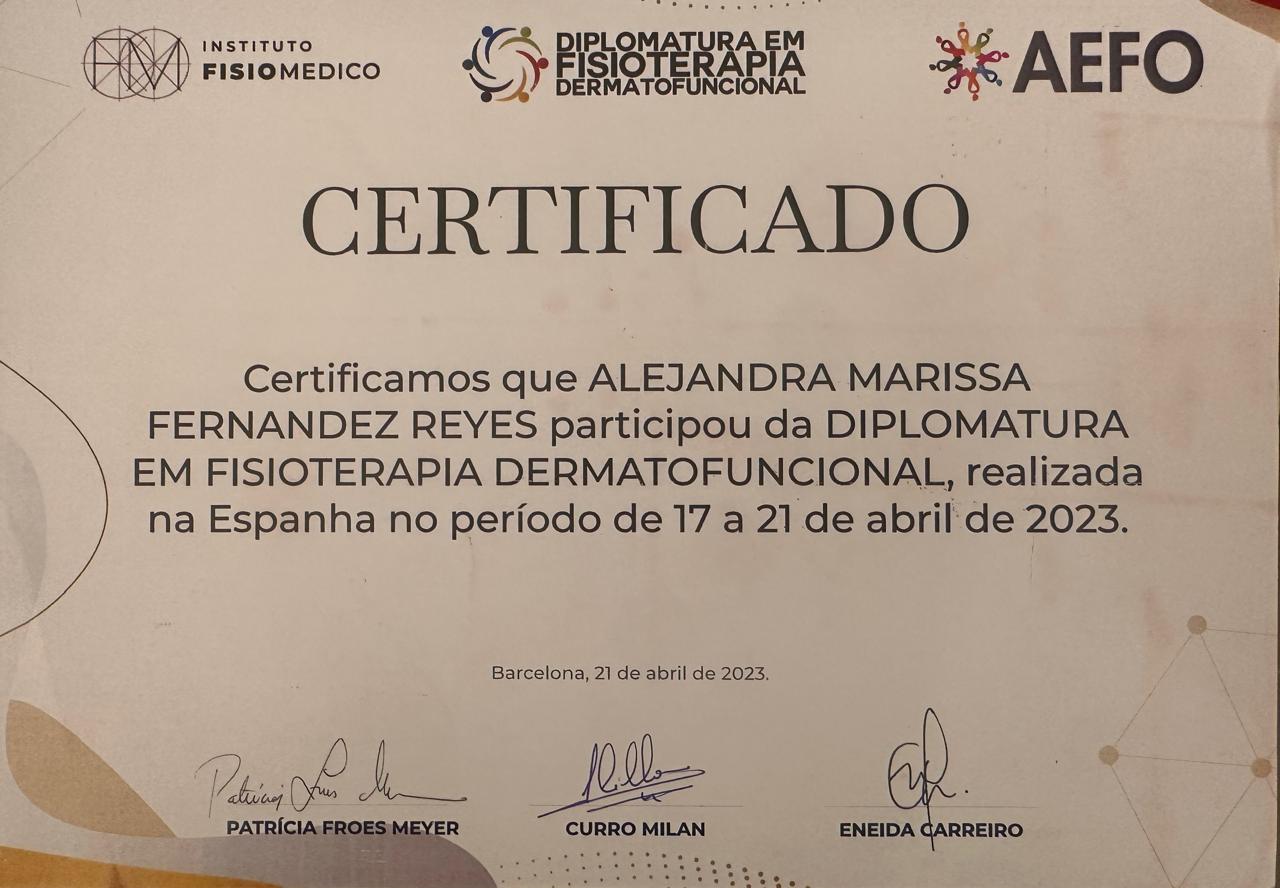 INSTITUTO
FISIOMEDICO
DIPLOMATURA EM
FISIOTERAPIA
DERMATOFUNCIONAL
AEFO
CERTIFICADO
Certificamos que ALEJANDRA MARISSA
FERNANDEZ REYES participou da DIPLOMATURA
EM FISIOTERAPIA DERMATOFUNCIONAL, realizada
na Espanha no período de 17 a 21 de abril de 2023.
Barcelona, 21 de abril de 2023.
PATRÍCIA FROES MEYER
CURRO MILAN
ENEIDA CARREIRO